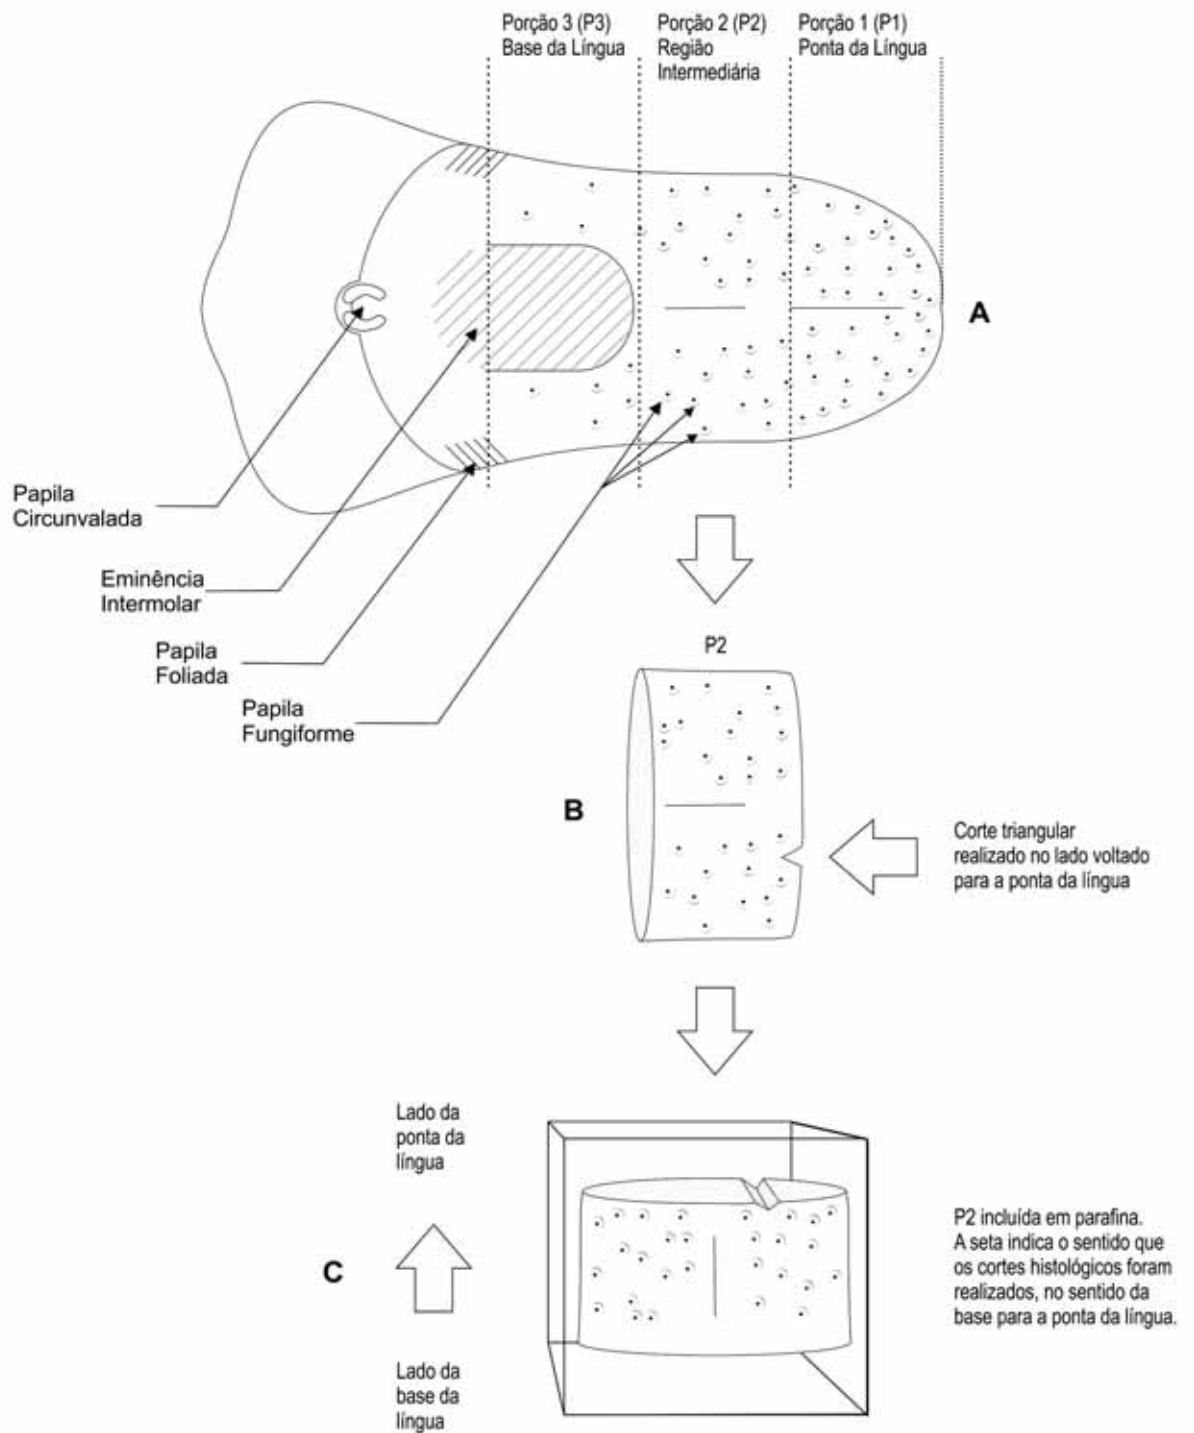 Porção 3 (P3)
Base da Língua
Porção 2 (P2)
Região
Intermediária
Porção 1 (P1)
Ponta da Língua
A
Papila
Circunvalada
Eminência
Intermolar
Papila
Foliada
Papila
Fungiforme
P2
B
Corte triangular
realizado no lado voltado
para a ponta da língua
Lado da
ponta da
língua
C
Lado da
base da
língua
P2 incluída em parafina.
A seta indica o sentido que
os cortes histológicos foram
realizados, no sentido da
base para a ponta da língua.